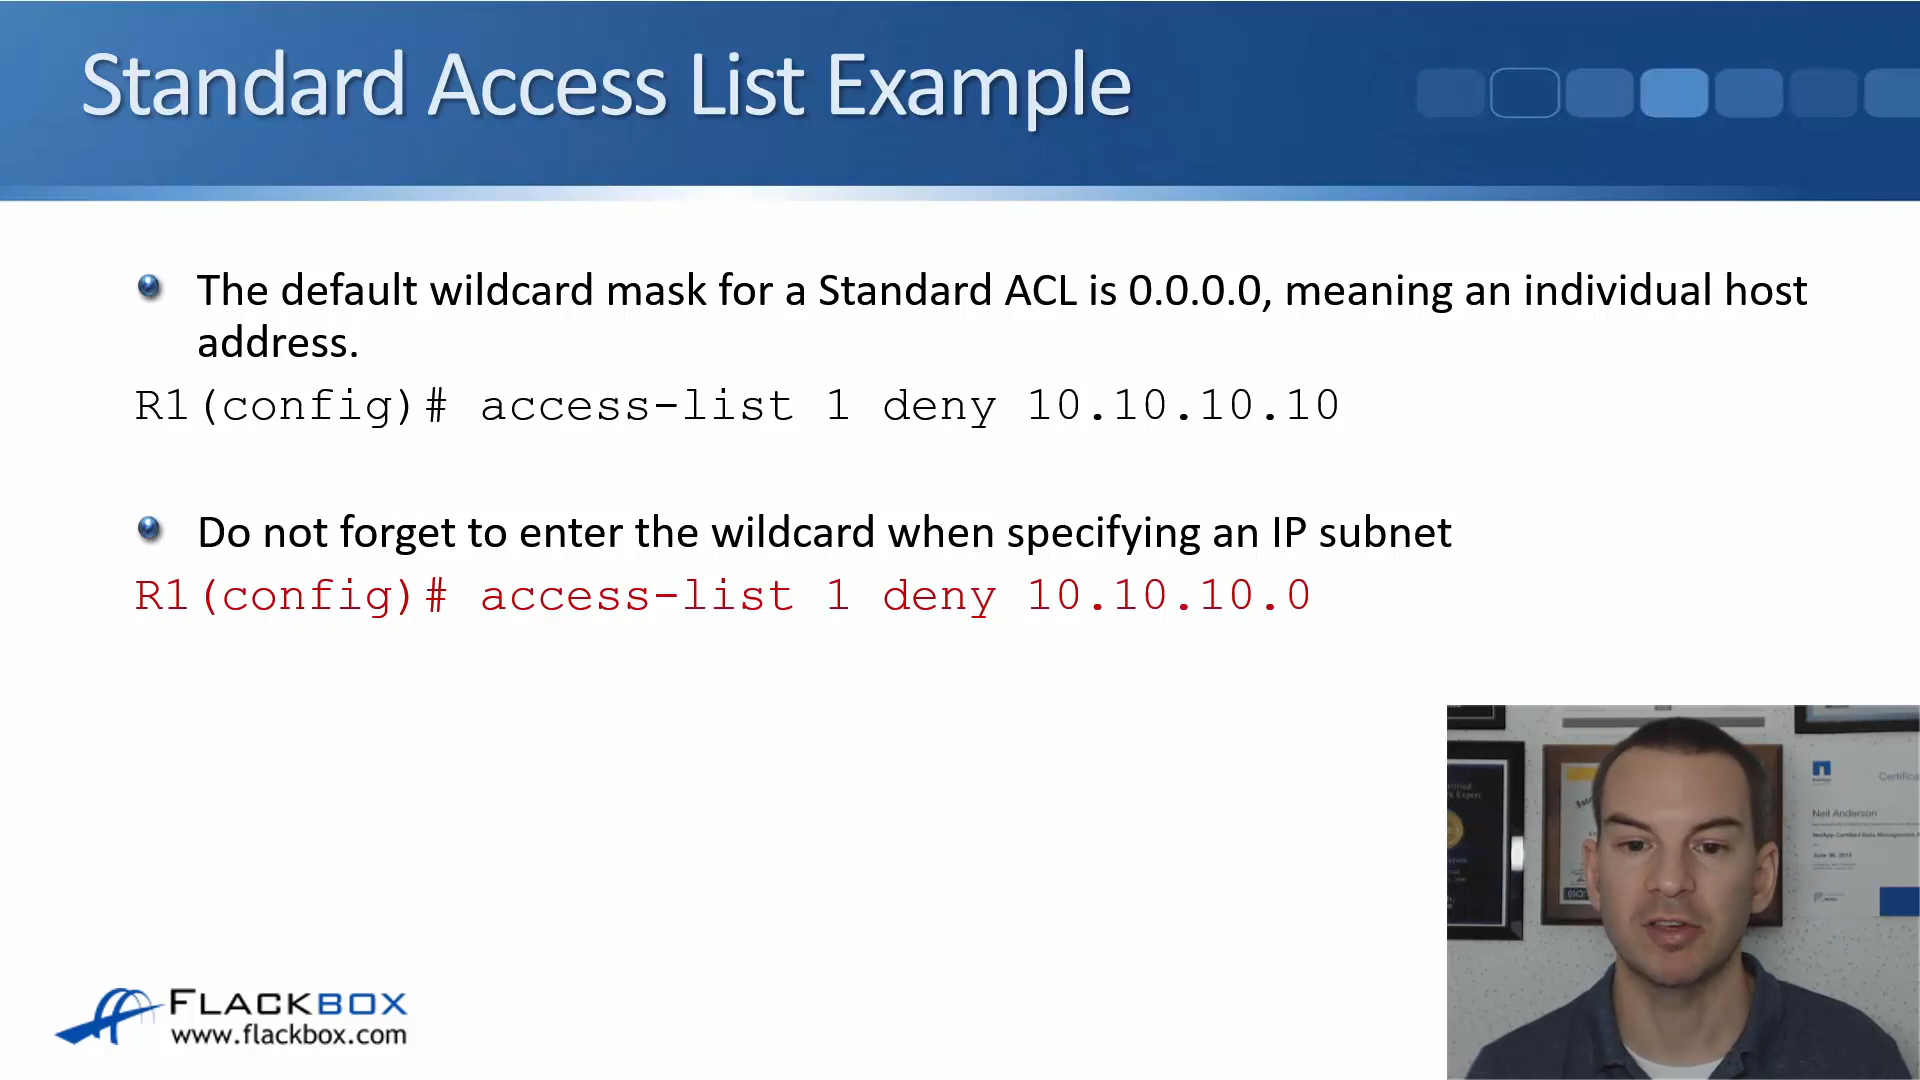 Standard Access List Example
The default wildcard mask for a Standard ACL is 0.0.0.0, meaning an individual host
address.
R1(config)# access-list 1 deny 10.10.10.10
Do not forget to enter the wildcard when specifying an IP subnet
R1(config)# access-list 1 deny 10.10.10.0
Neil Anderson
FLACKBOX
www.flackbox.com